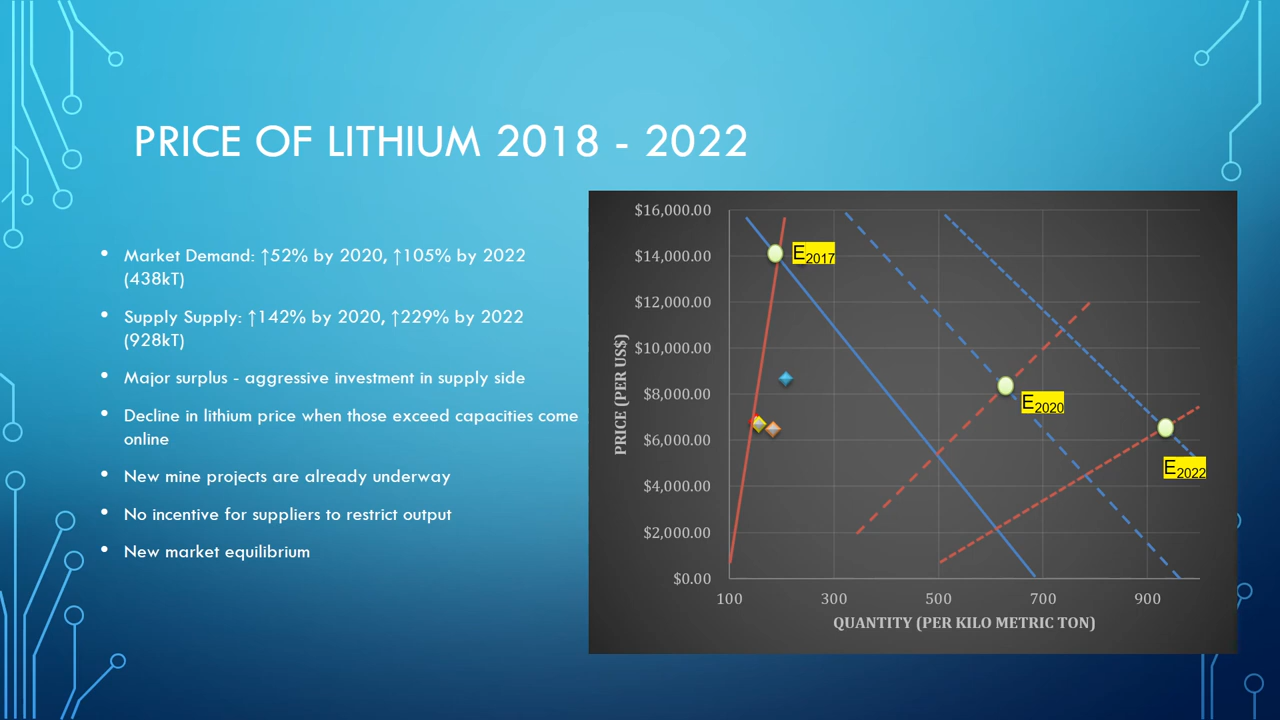 PRICE OF LITHIUM 2018 - 2022
• Market Demand: ↑52% by 2020, ↑105% by 2022
(438kT)
• Supply Supply: ↑142% by 2020, ↑229% by 2022
(928kT)
• Major surplus - aggressive investment in supply side
• Decline in lithium price when those exceed capacities come
online
• New mine projects are already underway
• No incentive for suppliers to restrict output
• New market equilibrium
PRICE (PER US$)
$16,000.00
$14,000.00
$12,000.00
$10,000.00
$8,000.00
$6,000.00
$4,000.00
$2,000.00
$0.00
E2017
E2020
E2022
100 300 500 700 900
QUANTITY (PER KILO METRIC TON)